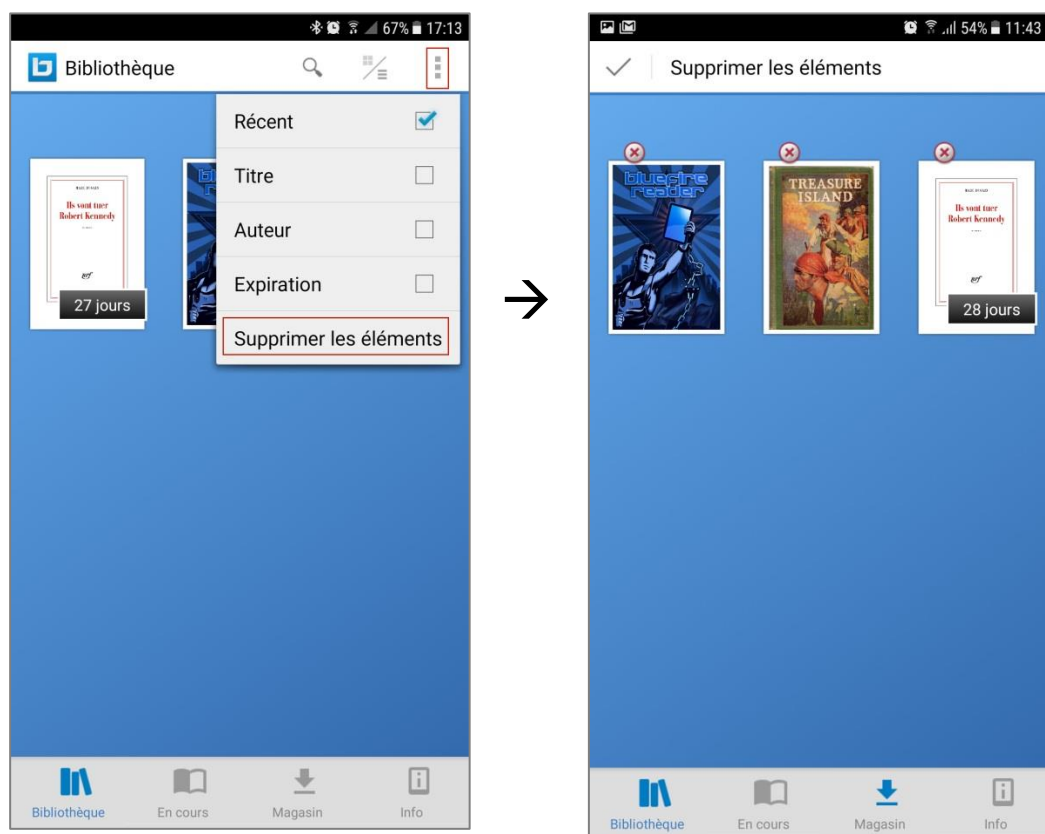 67% 17:13
Bibliothèque
Récent
Titre
Auteur
Expiration
Supprimer les éléments
Ils vont tuer
Robert Kennedy
nrf
27 jours
Bibliothèque
En cours
Magasin
Info
→
54% 11:43
Supprimer les éléments
bluefire
reader
TREASURE
ISLAND
Ils vont tuer
Robert Kennedy
nrf
28 jours
Bibliothèque
En cours
Magasin
Info